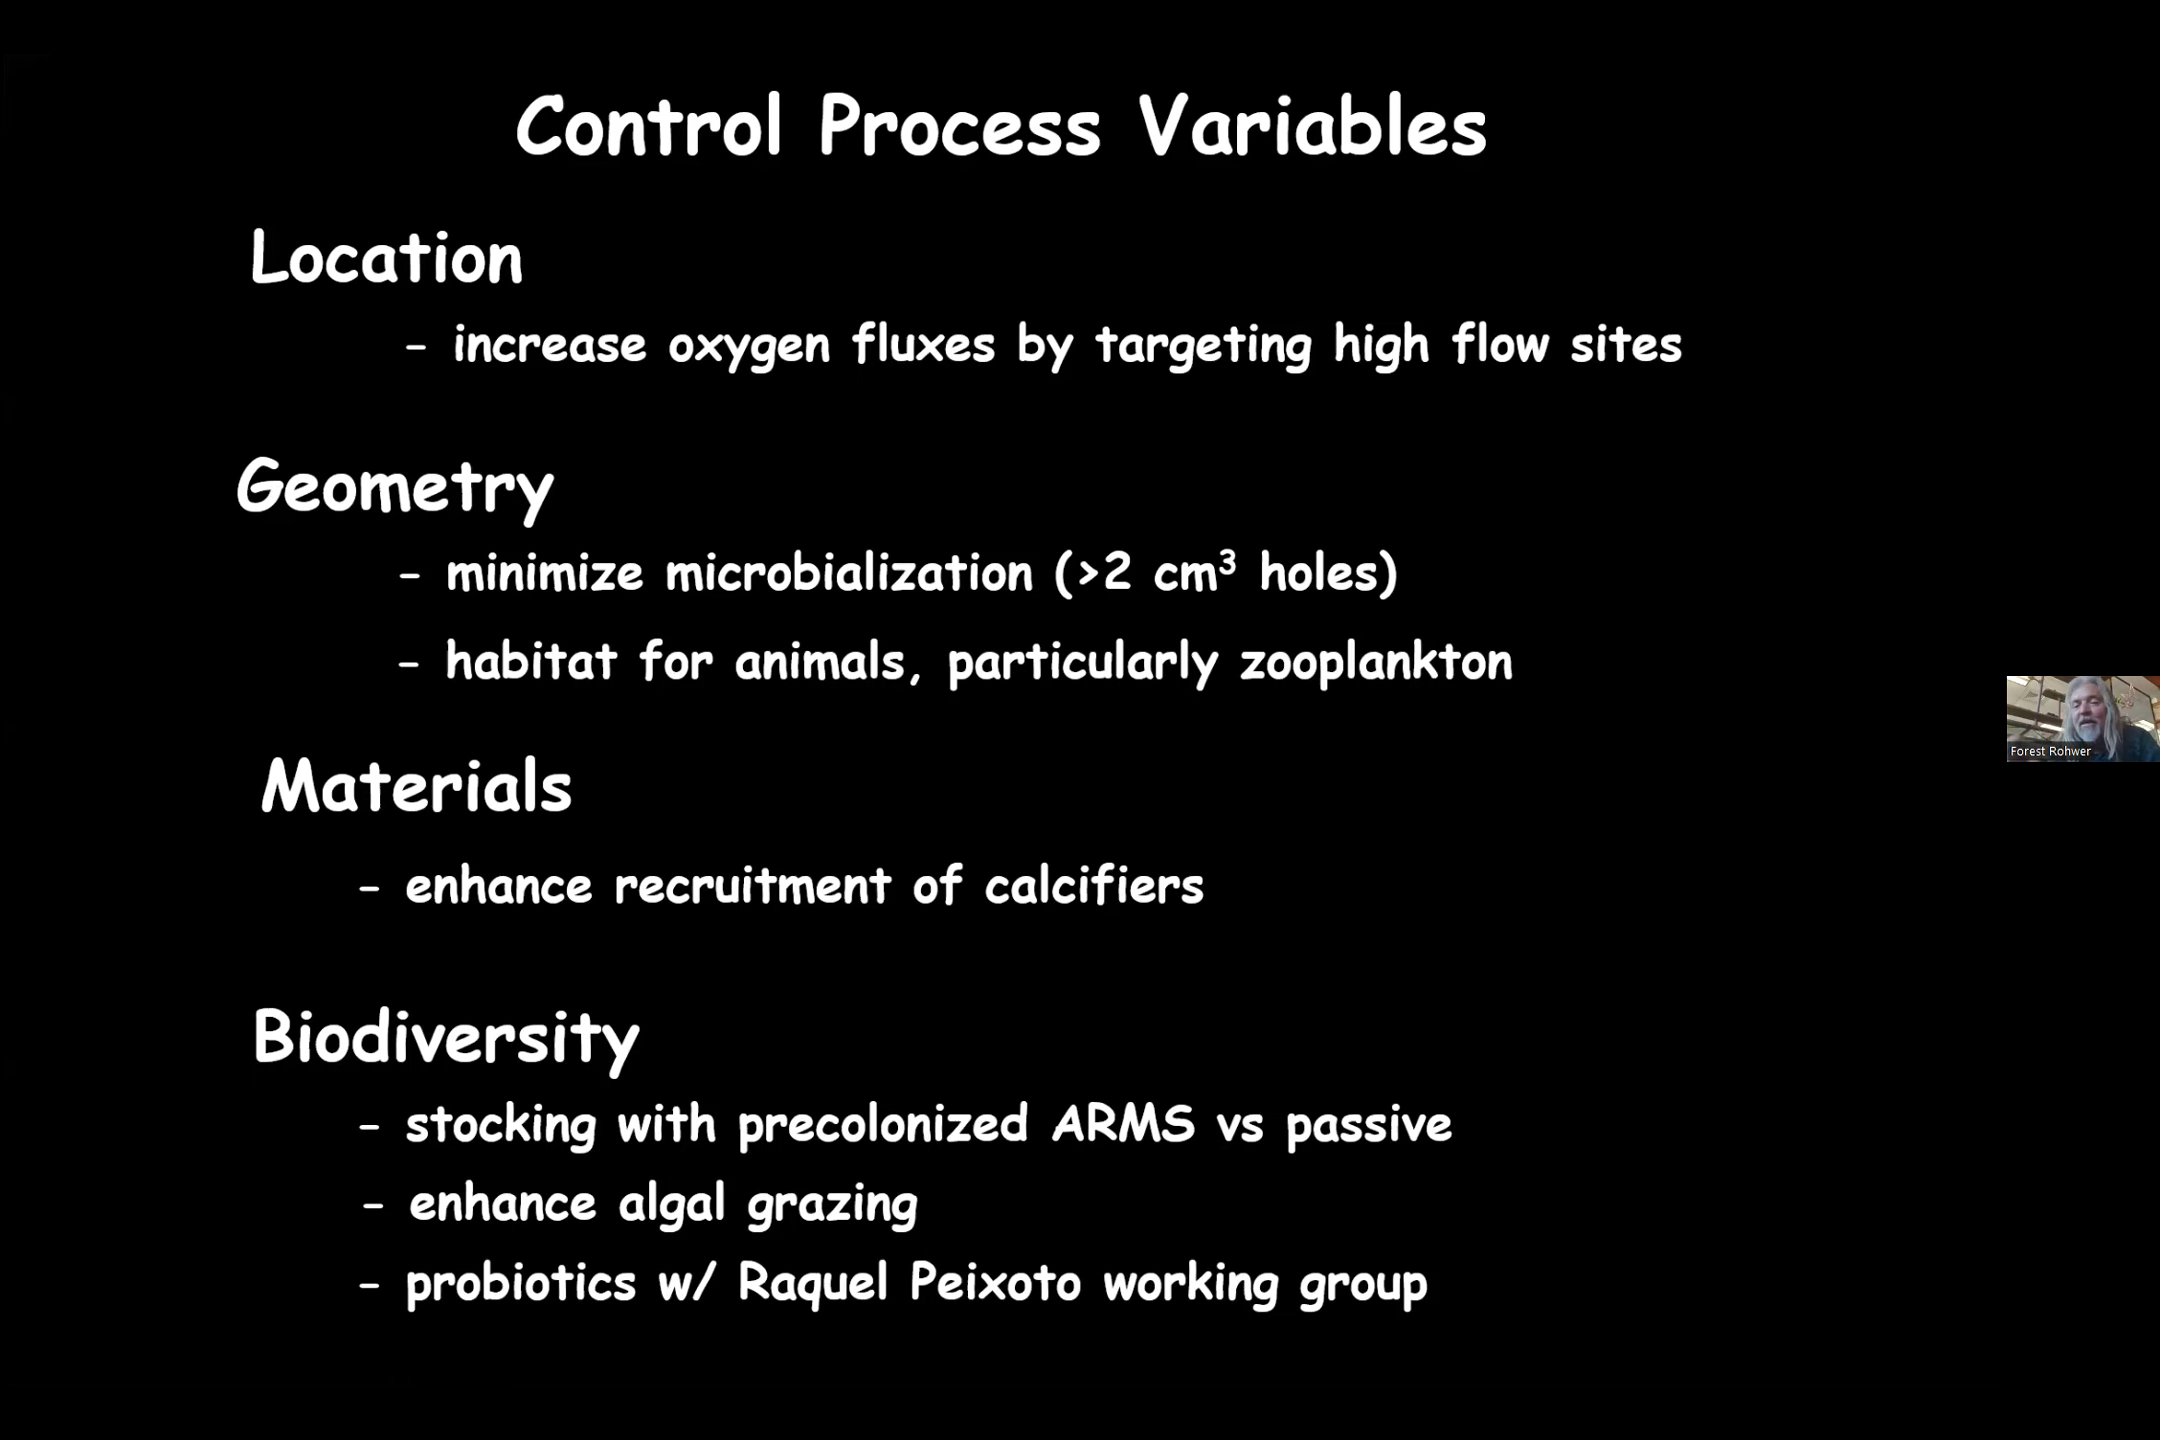 Control Process Variables
Location
- increase oxygen fluxes by targeting high flow sites
Geometry
- minimize microbialization (>2 cm³ holes)
- habitat for animals, particularly zooplankton
Forest Rohwer
Materials
- enhance recruitment of calcifiers
Biodiversity
- stocking with precolonized ARMS vs passive
- enhance algal grazing
- probiotics w/ Raquel Peixoto working group